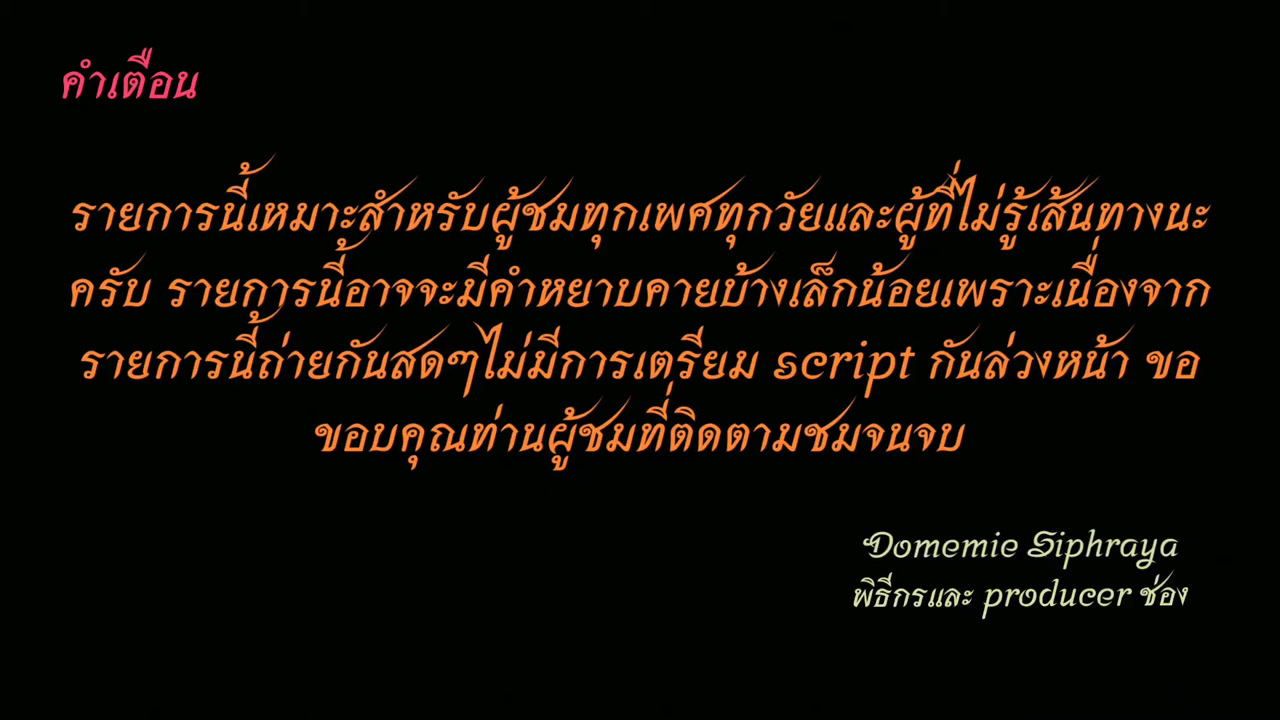 คำเตือน
รายการนี้เหมาะสำหรับผู้ชมทุกเพศทุกวัยและผู้ที่ไม่รู้เส้นทางนะ
ครับ รายการนี้อาจจะมีคำหยาบคายบ้างเล็กน้อยเพราะเนื่องจาก
รายการนี้ถ่ายกันสดๆไม่มีการเตรียม script กันล่วงหน้า ขอ
ขอบคุณท่านผู้ชมที่ติดตามชมจนจบ
Domemie Siphraya
พิธีกรและ producer ช่อง